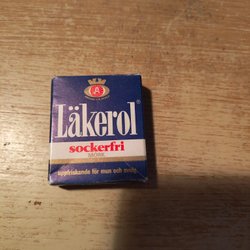 A
Läkerol®
sockerfri
uppfriskande för mun och svalg.